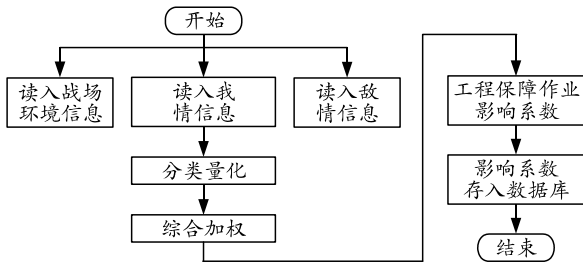 开始
读入战场
环境信息
读入我
情信息
读入敌
情信息
分类量化
综合加权
工程保障作业
影响系数
影响系数
存入数据库
结束